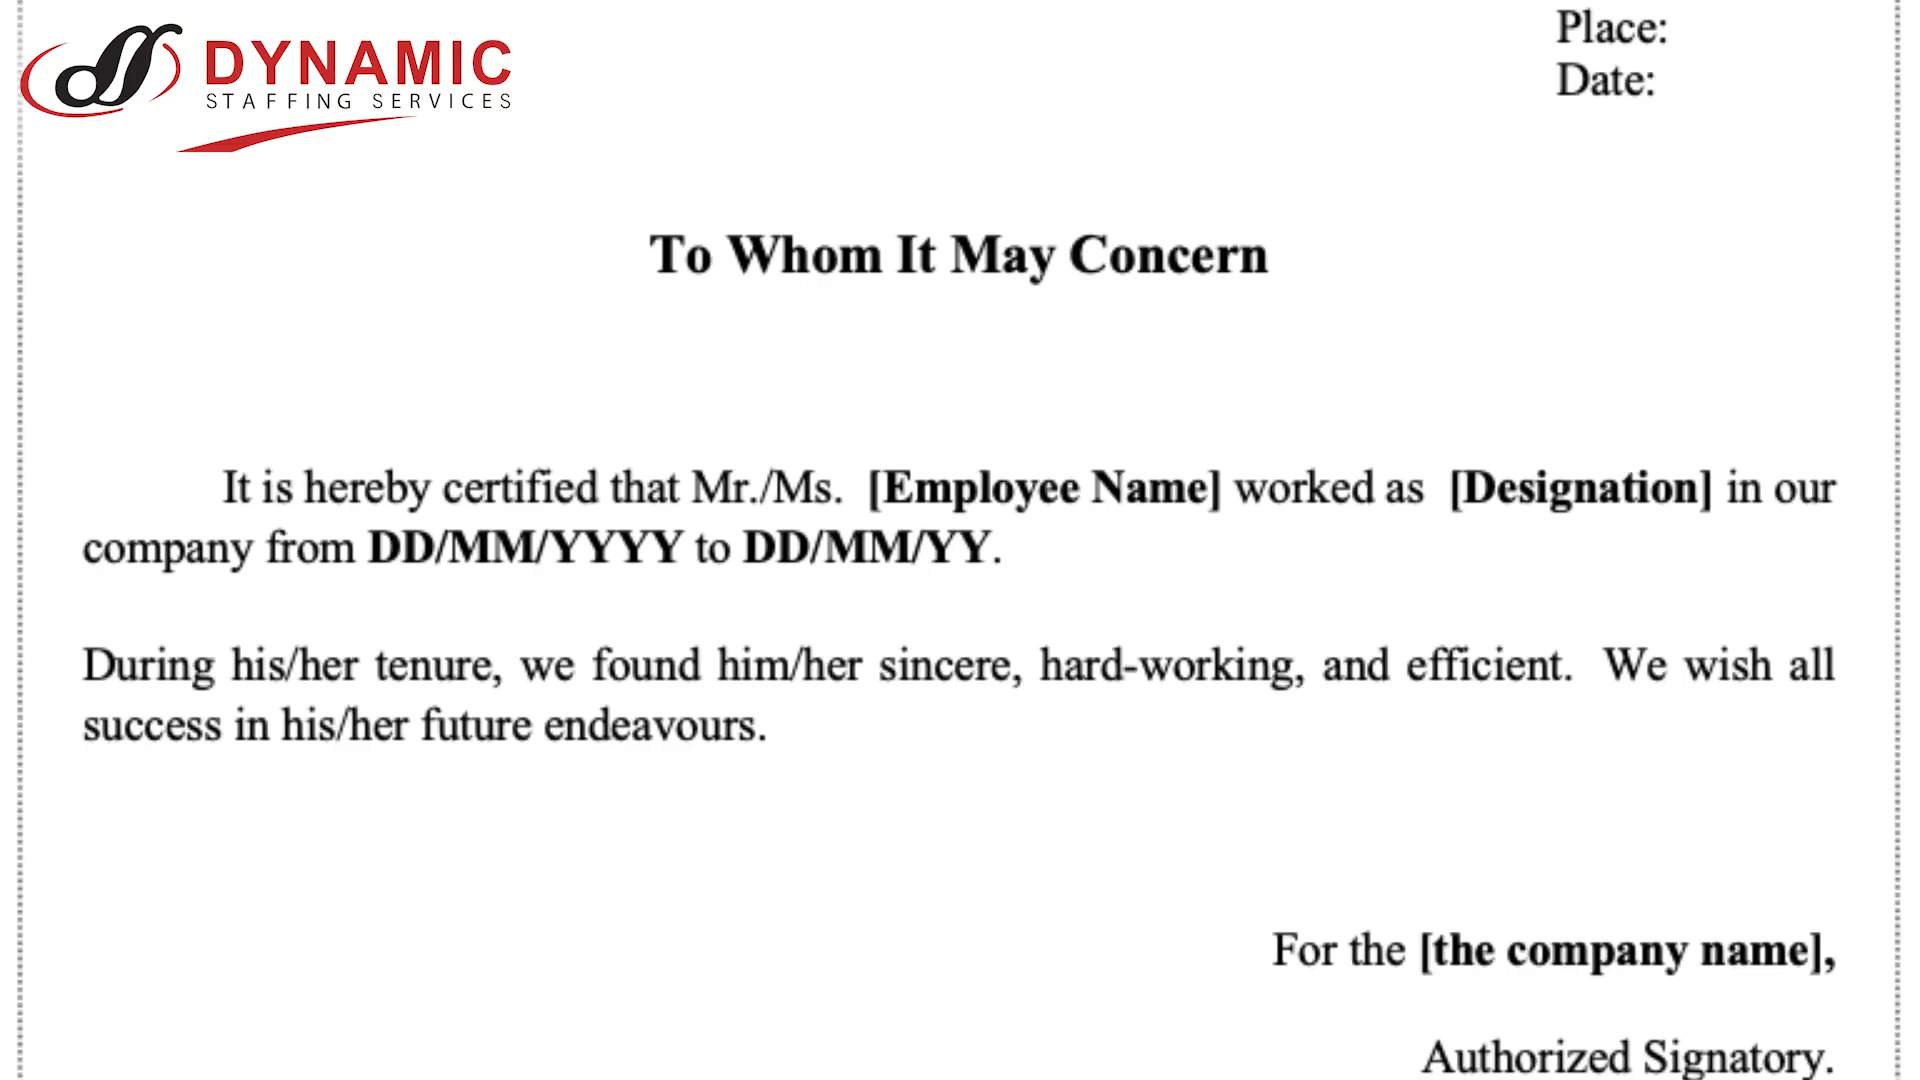 DYNAMIC
STAFFING SERVICES
Place:
Date:
To Whom It May Concern
It is hereby certified that Mr./Ms. [Employee Name] worked as [Designation] in our
company from DD/MM/YYYY to DD/MM/YY.
During his/her tenure, we found him/her sincere, hard-working, and efficient. We wish all
success in his/her future endeavours.
For the [the company name],
Authorized Signatory.